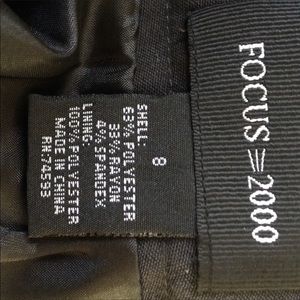 FOCUS 2000
8
SHELL:
63% POLYESTER
33% RAYON
4% SPANDEX
LINING:
100% POLYESTER
MADE IN CHINA
RN:74593